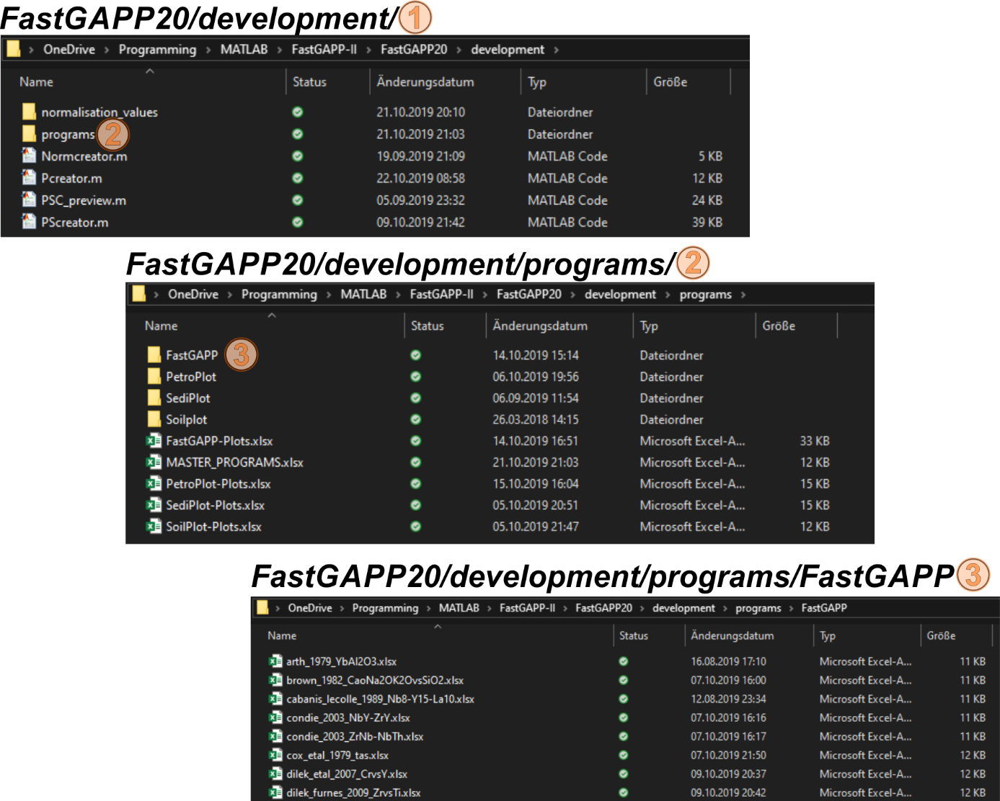 FastGAPP20/development/ 1
OneDrive > Programming > MATLAB > FastGAPP-II > FastGAPP20 > development >
Name Status Änderungsdatum Typ Größe
normalisation_values 21.10.2019 20:10 Dateiordner
programs 2 21.10.2019 21:03 Dateiordner
Normcreator.m 19.09.2019 21:09 MATLAB Code 5 KB
Pcreator.m 22.10.2019 08:58 MATLAB Code 12 KB
PSC_preview.m 05.09.2019 23:32 MATLAB Code 24 KB
PScreator.m 09.10.2019 21:42 MATLAB Code 39 KB
FastGAPP20/development/programs/ 2
OneDrive > Programming > MATLAB > FastGAPP-II > FastGAPP20 > development > programs >
Name Status Änderungsdatum Typ Größe
FastGAPP 3 14.10.2019 15:14 Dateiordner
PetroPlot 06.10.2019 19:56 Dateiordner
SediPlot 06.09.2019 11:54 Dateiordner
Soilplot 26.03.2018 14:15 Dateiordner
FastGAPP-Plots.xlsx 14.10.2019 16:51 Microsoft Excel-A... 33 KB
MASTER_PROGRAMS.xlsx 21.10.2019 21:03 Microsoft Excel-A... 12 KB
PetroPlot-Plots.xlsx 15.10.2019 16:04 Microsoft Excel-A... 15 KB
SediPlot-Plots.xlsx 05.10.2019 20:51 Microsoft Excel-A... 15 KB
SoilPlot-Plots.xlsx 05.10.2019 21:47 Microsoft Excel-A... 12 KB
FastGAPP20/development/programs/FastGAPP 3
> OneDrive > Programming > MATLAB > FastGAPP-II > FastGAPP20 > development > programs > FastGAPP
Name Status Änderungsdatum Typ Größe
arth_1979_YbAl2O3.xlsx 16.08.2019 17:10 Microsoft Excel-A... 11 KB
brown_1982_CaoNa2OK2OvsSiO2.xlsx 07.10.2019 16:00 Microsoft Excel-A... 11 KB
cabanis_lecolle_1989_Nb8-Y15-La10.xlsx 12.08.2019 23:34 Microsoft Excel-A... 11 KB
condie_2003_NbY-ZrY.xlsx 07.10.2019 16:16 Microsoft Excel-A... 11 KB
condie_2003_ZrNb-NbTh.xlsx 07.10.2019 16:17 Microsoft Excel-A... 11 KB
cox_etal_1979_tas.xlsx 07.10.2019 21:50 Microsoft Excel-A... 12 KB
dilek_etal_2007_CrvsY.xlsx 09.10.2019 20:37 Microsoft Excel-A... 12 KB
dilek_furnes_2009_ZrvsTi.xlsx 09.10.2019 20:42 Microsoft Excel-A... 12 KB